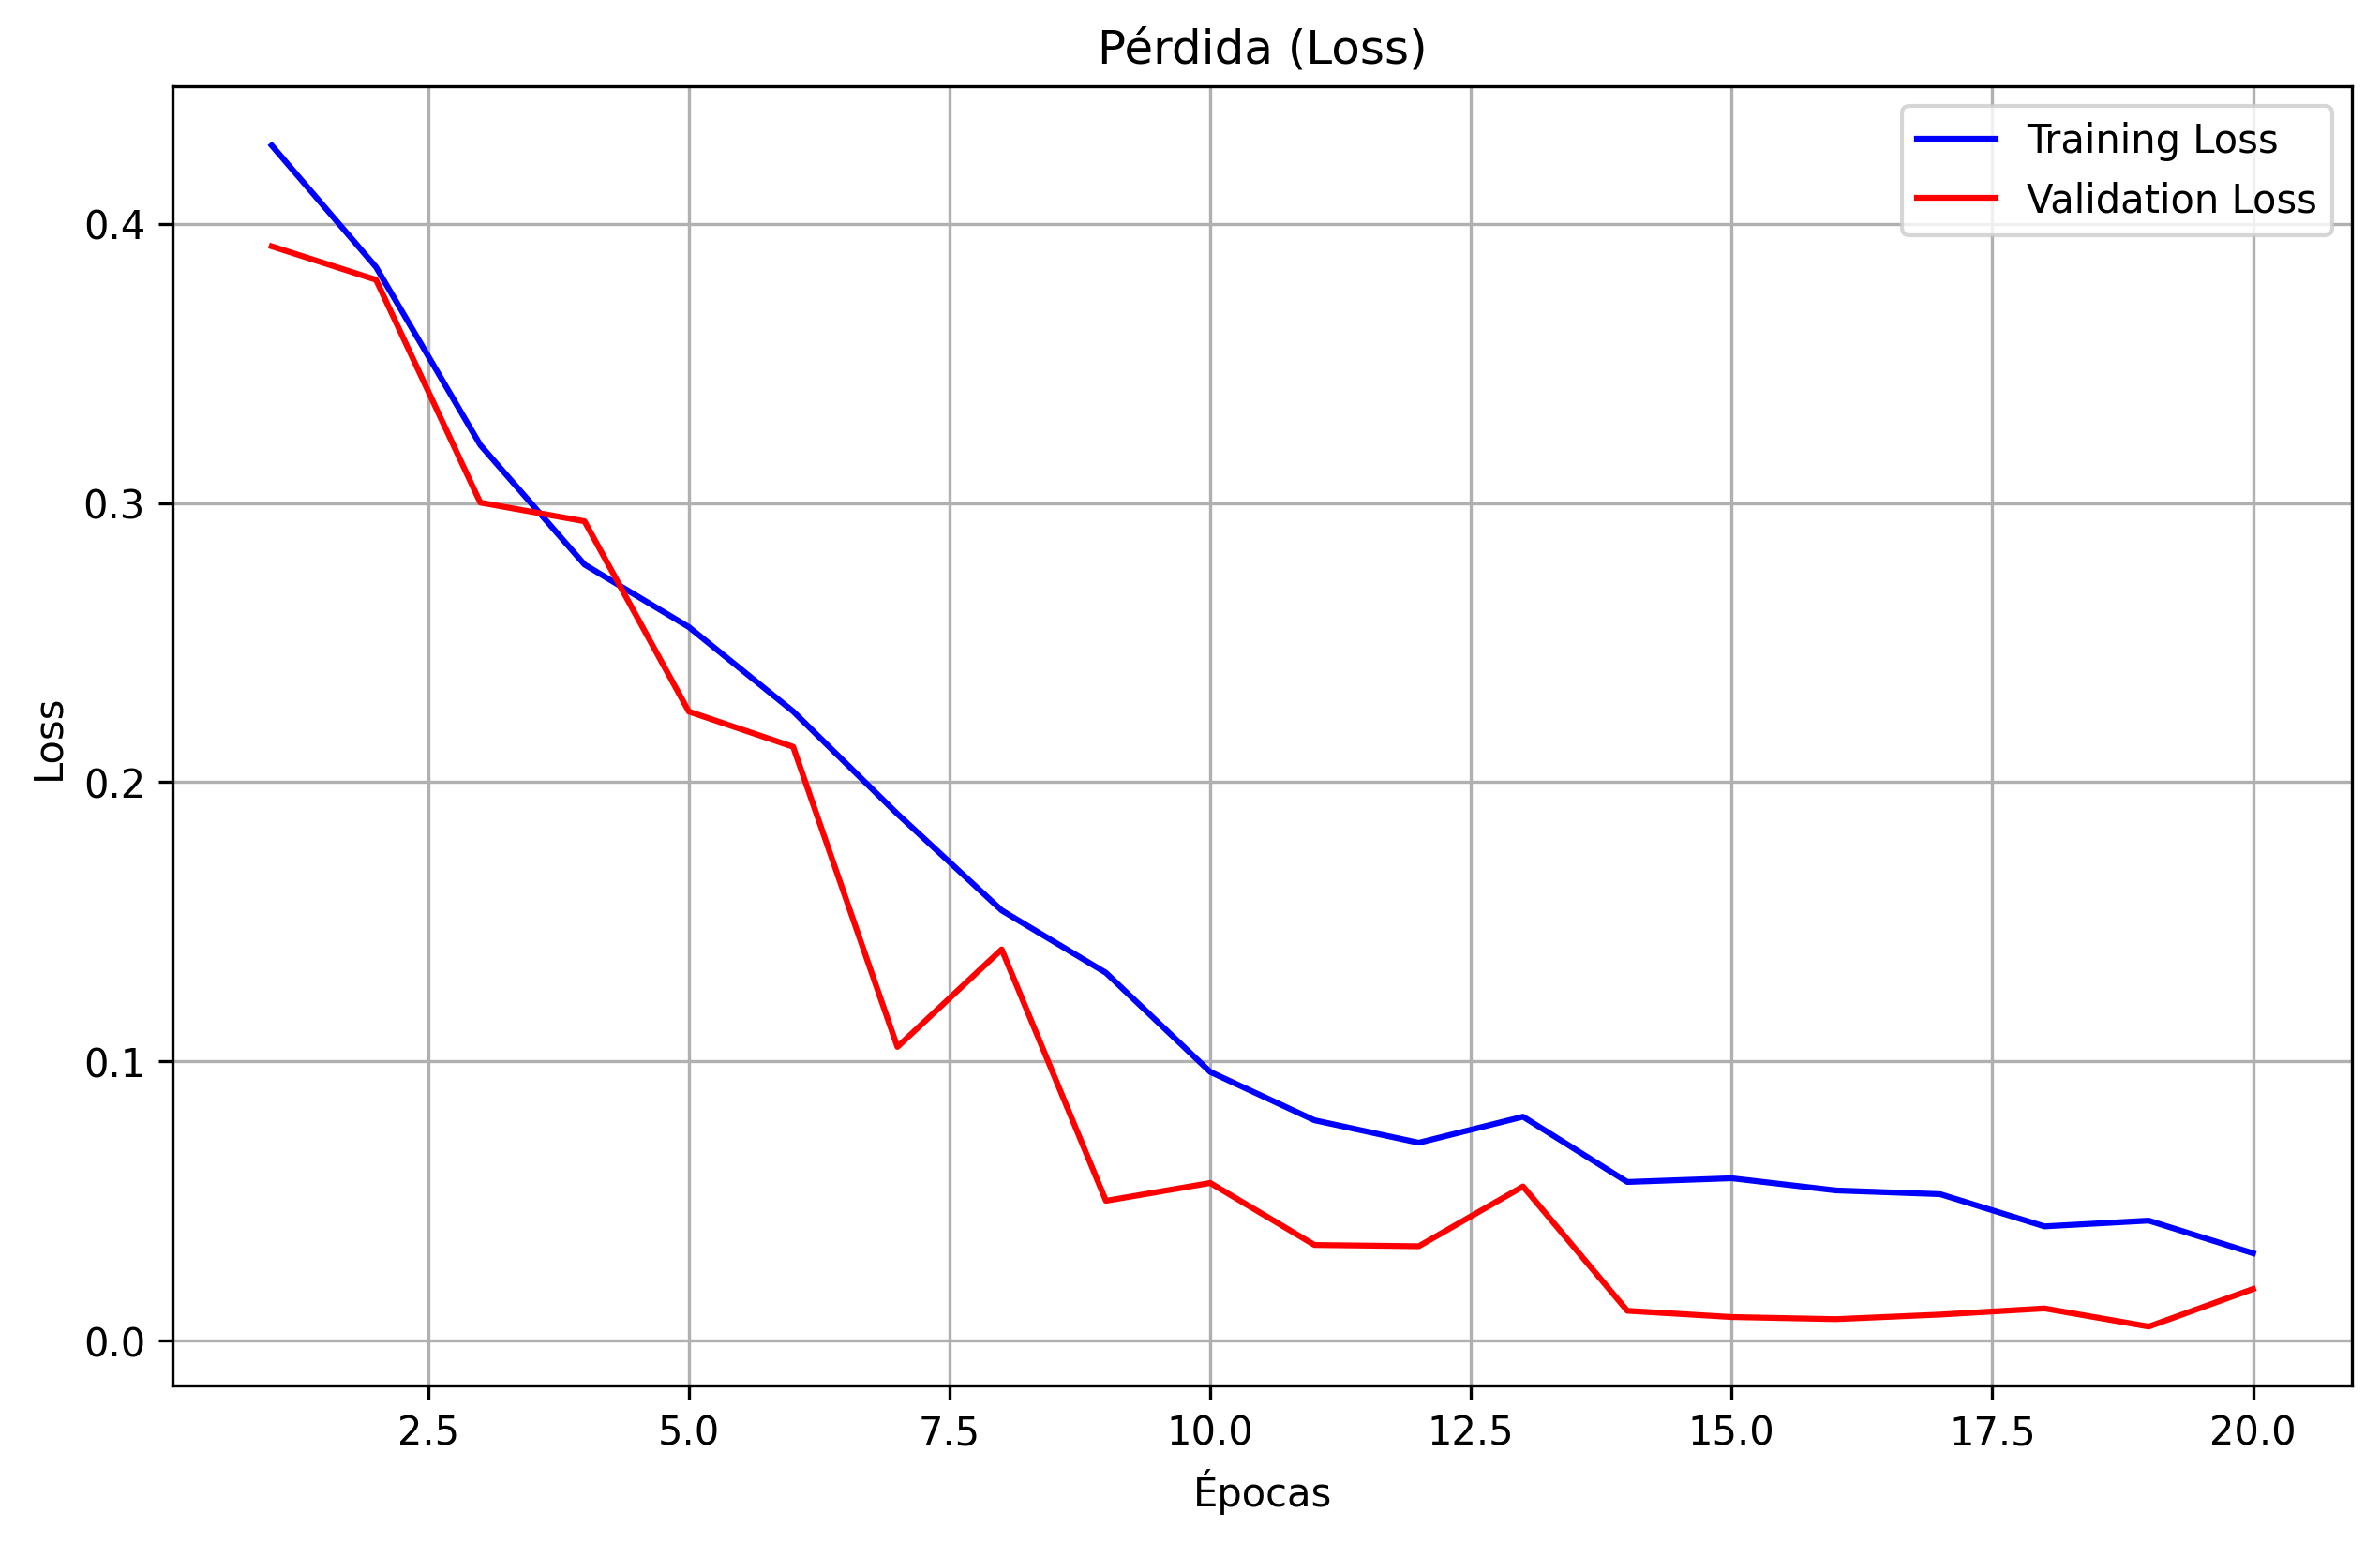 Pérdida (Loss)
Training Loss
Validation Loss
Loss
0.4
0.3
0.2
0.1
0.0
2.5 5.0 7.5 10.0 12.5 15.0 17.5 20.0
Épocas